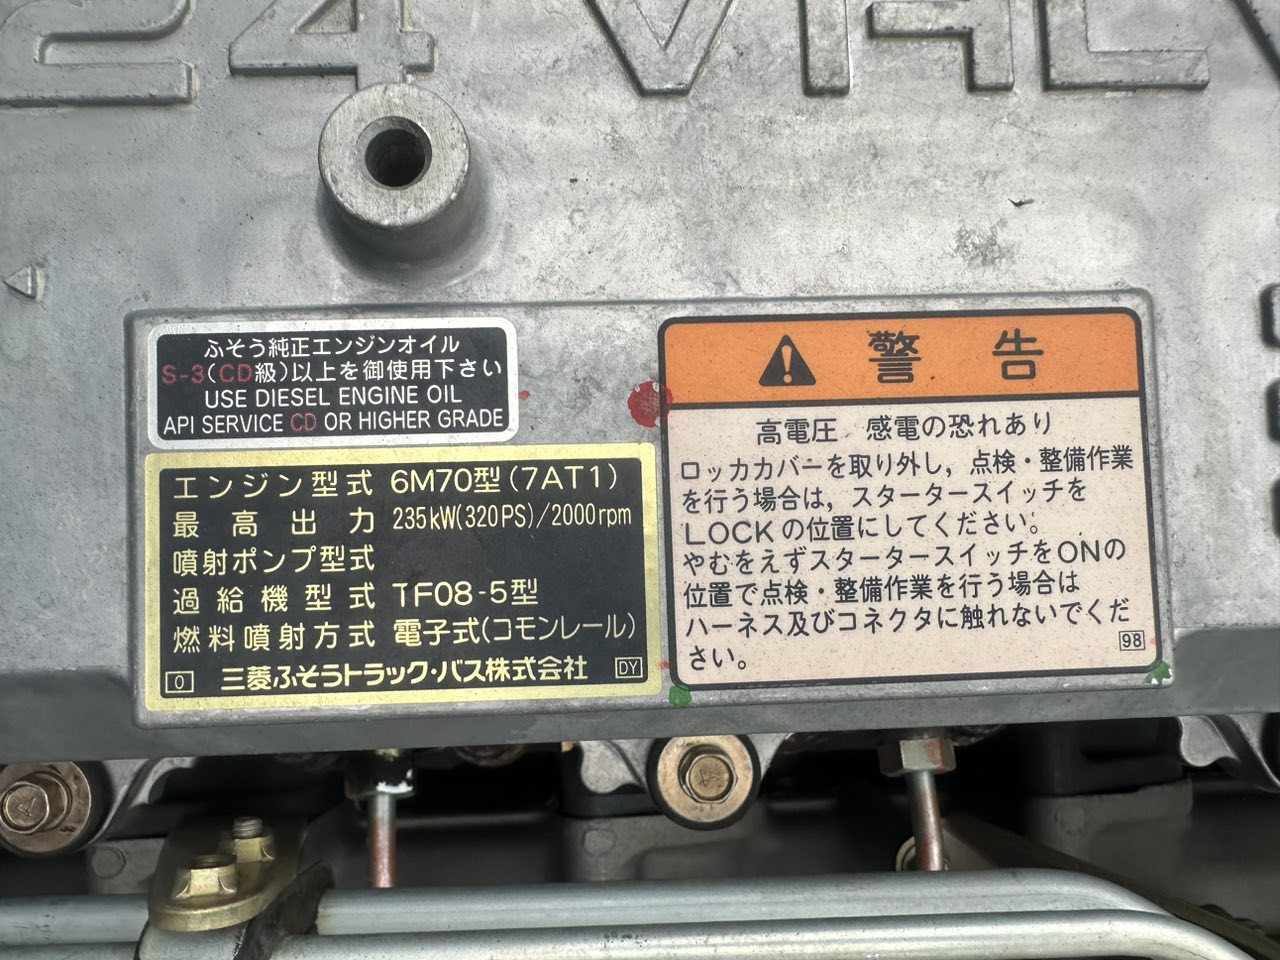 24 VAL
ふそう純正エンジンオイル
S-3(CD級)以上を御使用下さい
USE DIESEL ENGINE OIL
API SERVICE CD OR HIGHER GRADE
エンジン型式 6M70型(7AT1)
最高出力 235kW(320PS)/2000rpm
噴射ポンプ型式
過給機型式 TF08-5型
燃料噴射方式 電子式(コモンレール)
0 三菱ふそうトラック・バス株式会社 DY
警告
高電圧 感電の恐れあり
ロッカカバーを取り外し，点検・整備作業
を行う場合は，スタータースイッチを
LOCKの位置にしてください。
やむをえずスタータースイッチをONの
位置で点検・整備作業を行う場合は
ハーネス及びコネクタに触れないでくだ
さい。
98